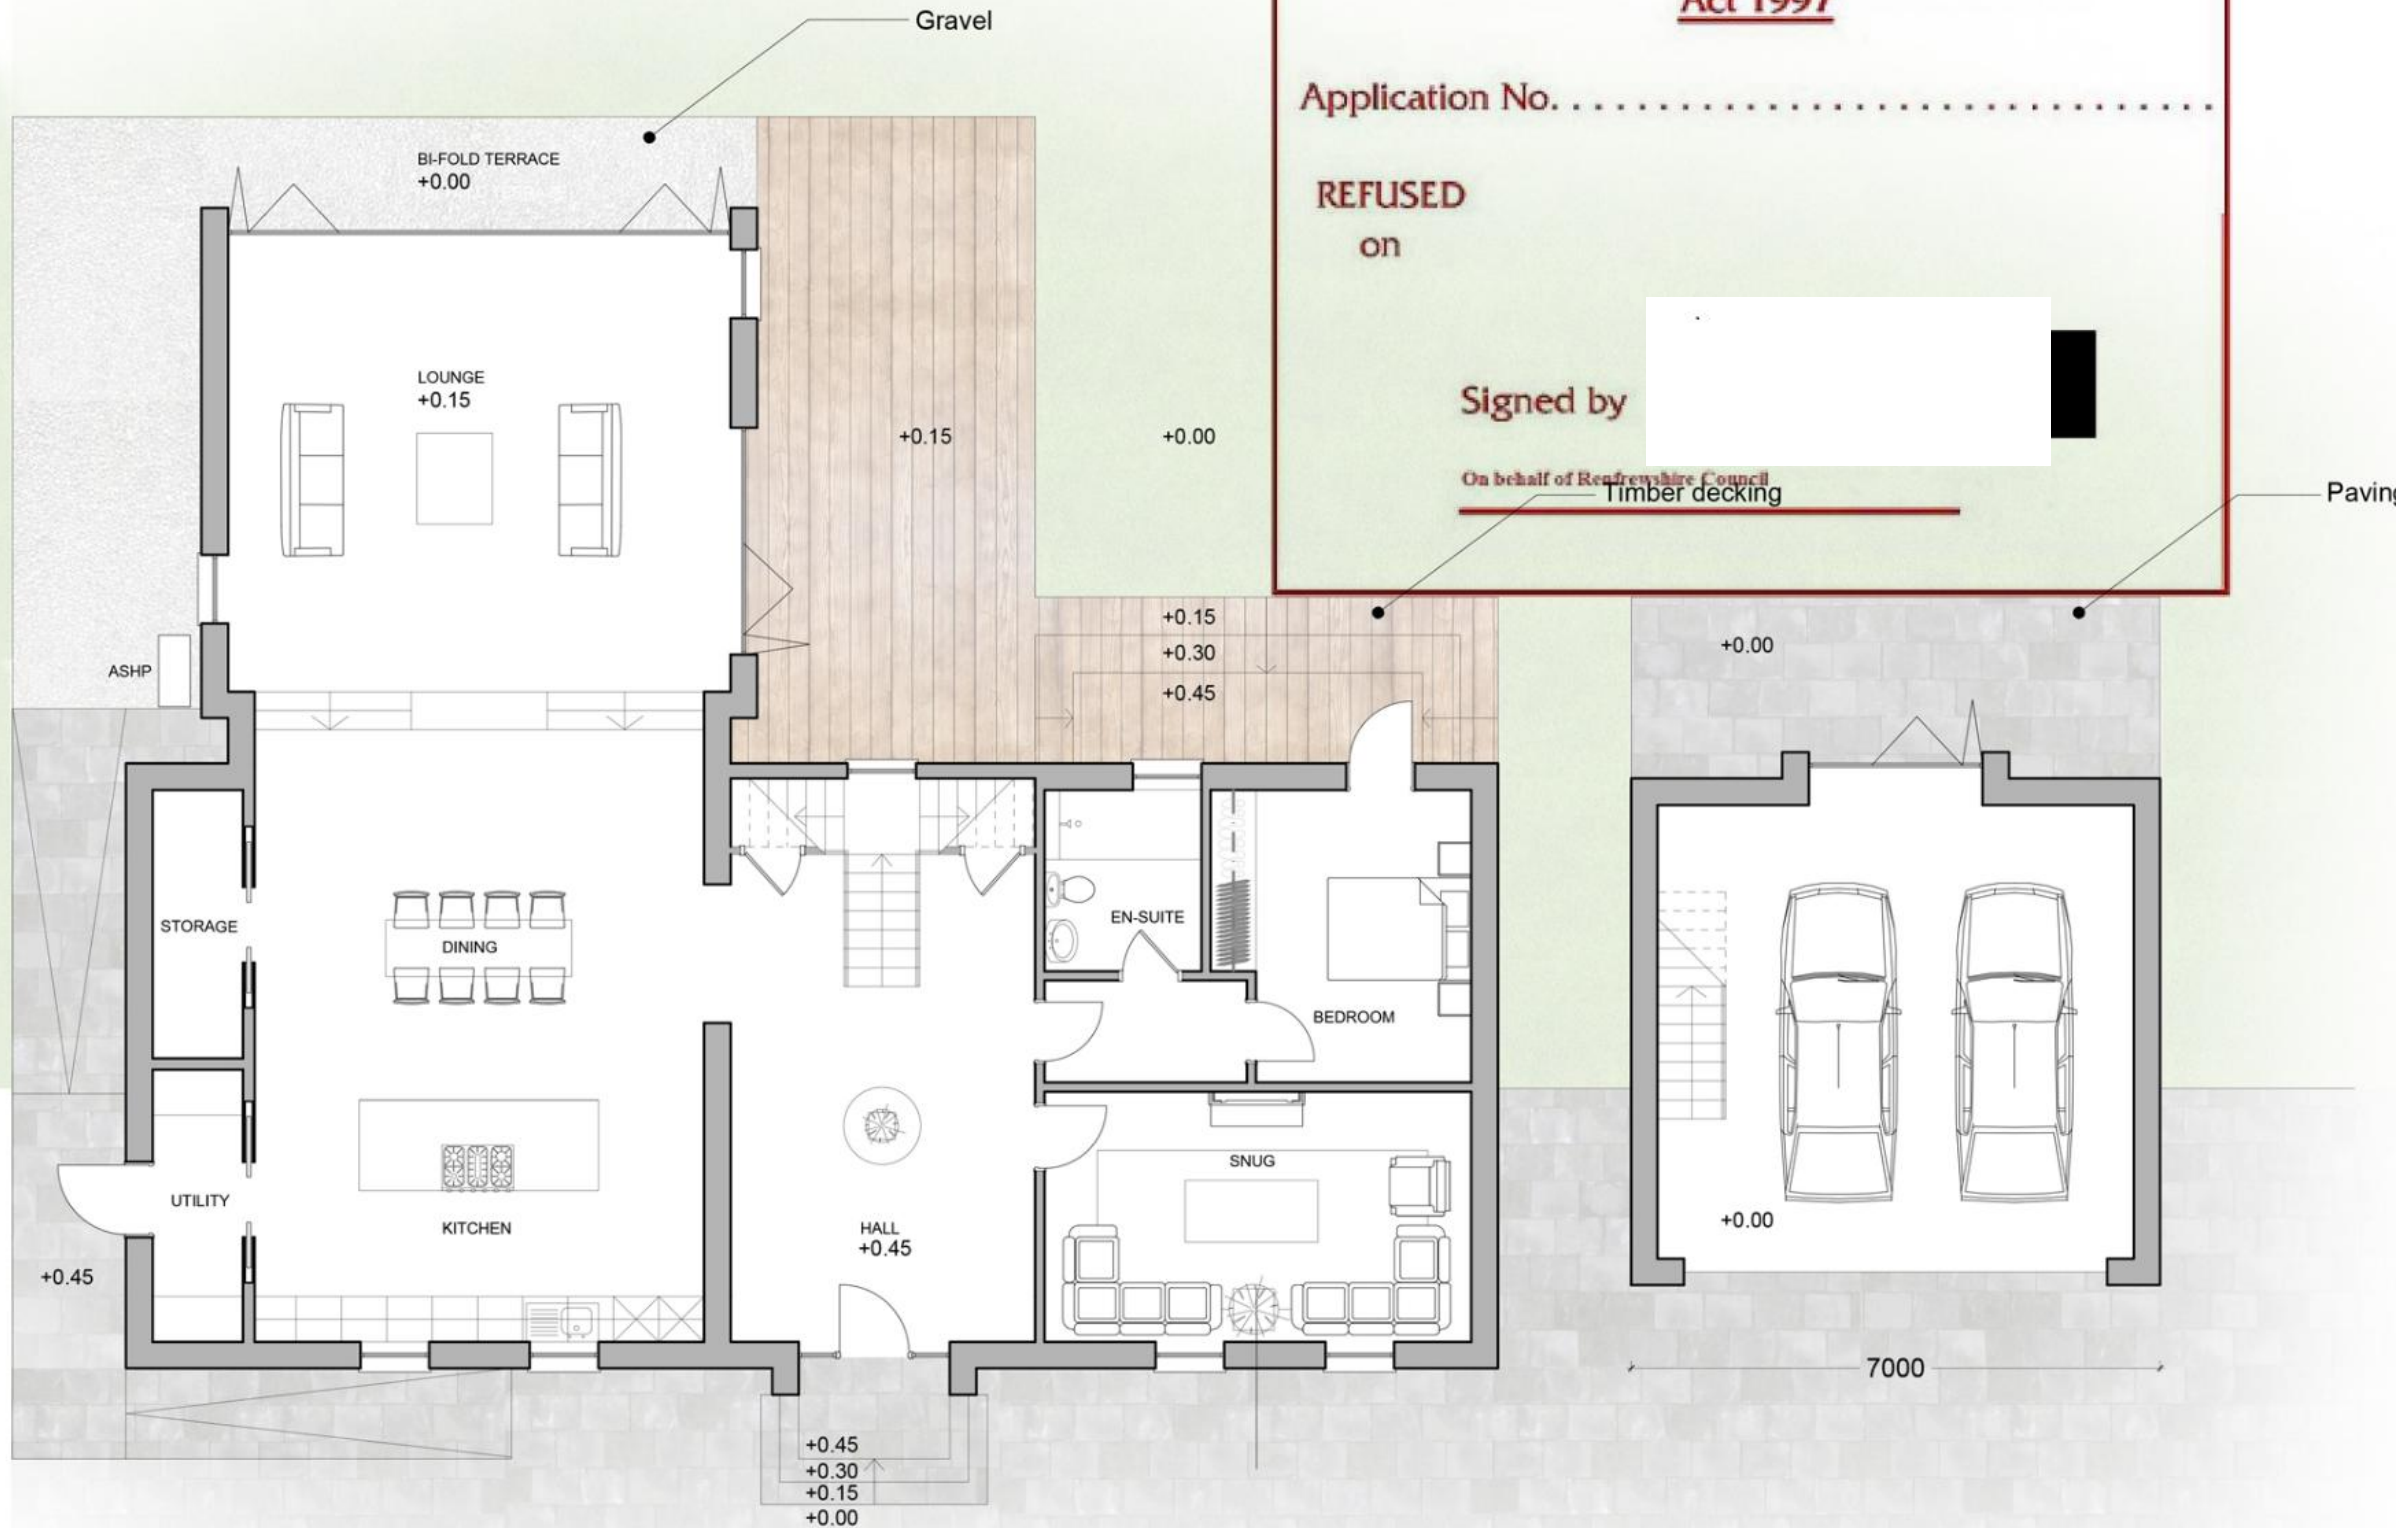 Gravel
Act 1997
Application No.
REFUSED
on
Signed by
On behalf of Renfrewshire Council
Timber decking
Paving
BI-FOLD TERRACE
+0.00
LOUNGE
+0.15
+0.15
+0.00
+0.15
+0.30
+0.45
+0.00
ASHP
STORAGE
DINING
EN-SUITE
BEDROOM
SNUG
UTILITY
KITCHEN
HALL
+0.45
+0.00
+0.45
7000
+0.45
+0.30
+0.15
+0.00